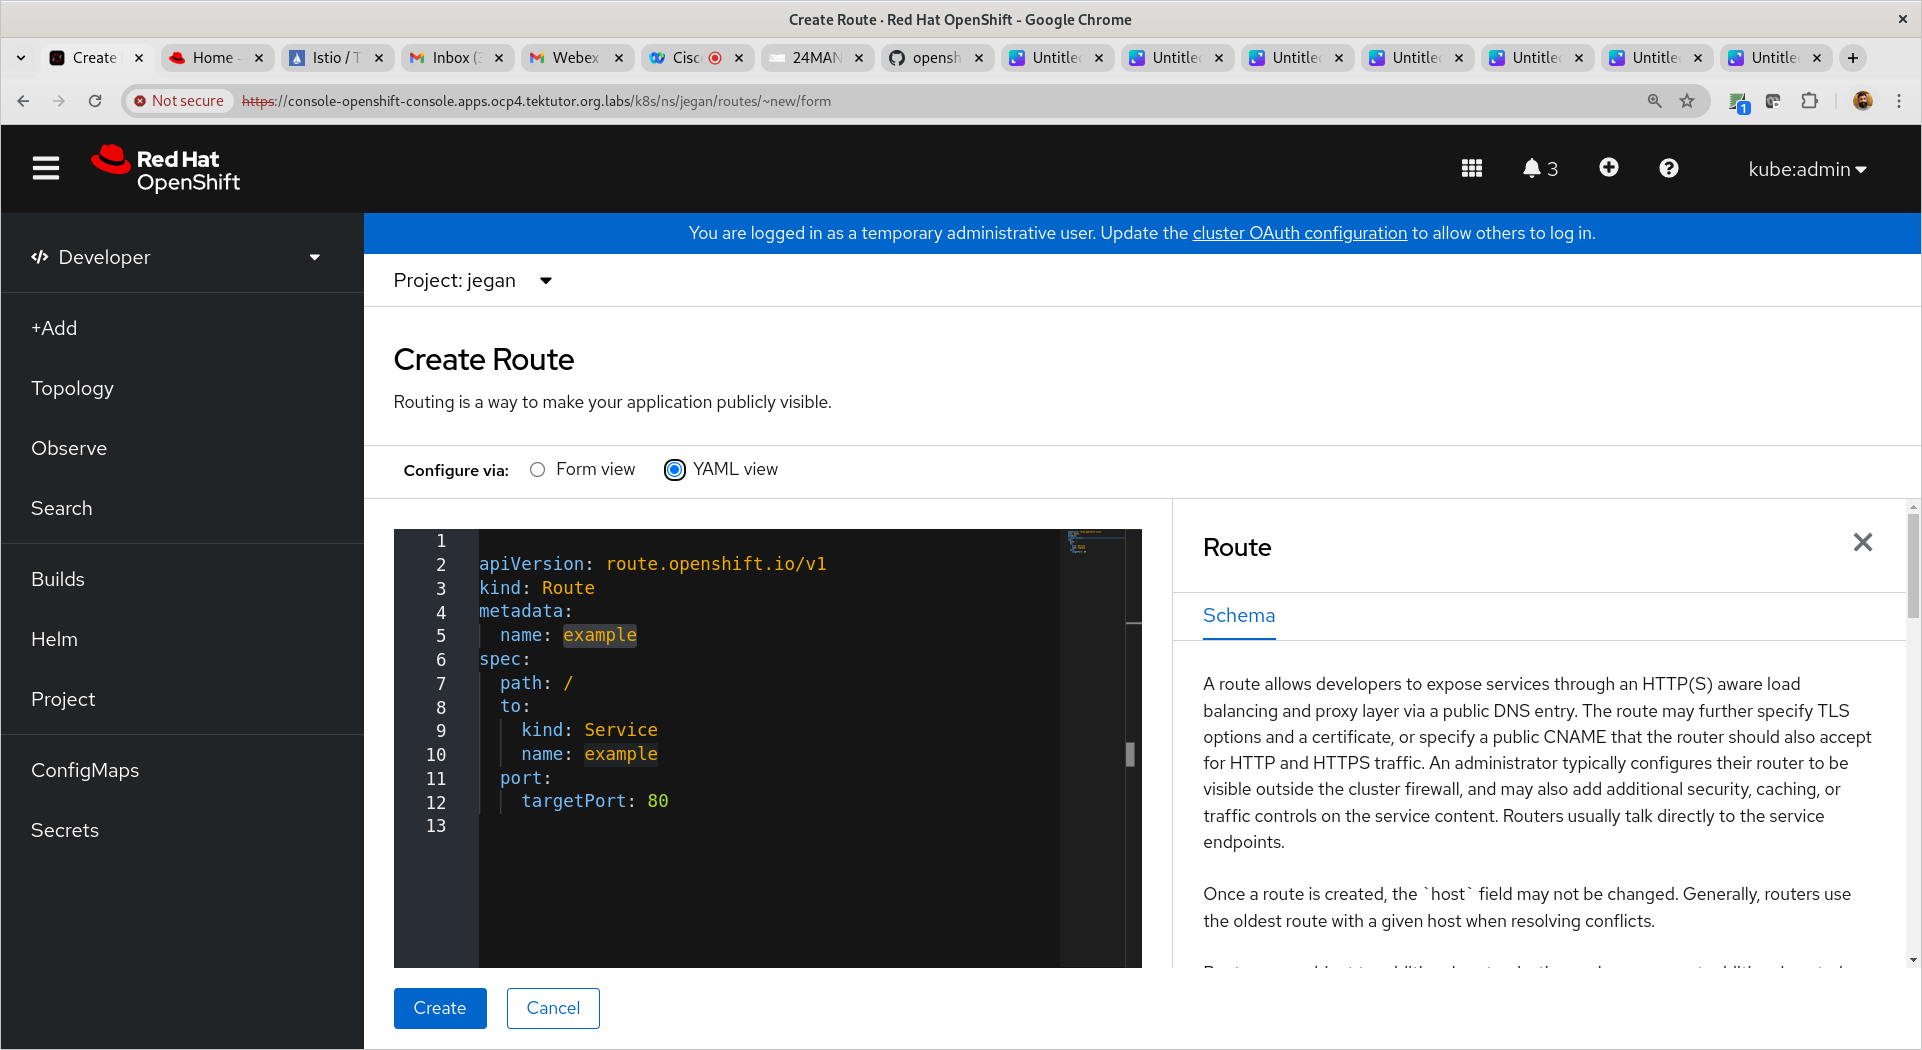 Create Route · Red Hat OpenShift - Google Chrome
Create
Home -
Istio / T
Inbox (3
Webex
Cisc
24MAN
opensh
Untitled
Untitled
Untitled
Untitled
Untitled
Untitled
Untitled
Not secure
https://console-openshift-console.apps.ocp4.tektutor.org.labs/k8s/ns/jegan/routes/~new/form
1
Red Hat
OpenShift
3
kube:admin
You are logged in as a temporary administrative user. Update the cluster OAuth configuration to allow others to log in.
Developer
+Add
Topology
Observe
Search
Builds
Helm
Project
ConfigMaps
Secrets
Project: jegan
Create Route
Routing is a way to make your application publicly visible.
Configure via:
Form view
YAML view
1
2 apiVersion: route.openshift.io/v1
3 kind: Route
4 metadata:
5 name: example
6 spec:
7 path: /
8 to:
9 kind: Service
10 name: example
11 port:
12 targetPort: 80
13
Route
Schema
A route allows developers to expose services through an HTTP(S) aware load
balancing and proxy layer via a public DNS entry. The route may further specify TLS
options and a certificate, or specify a public CNAME that the router should also accept
for HTTP and HTTPS traffic. An administrator typically configures their router to be
visible outside the cluster firewall, and may also add additional security, caching, or
traffic controls on the service content. Routers usually talk directly to the service
endpoints.
Once a route is created, the `host` field may not be changed. Generally, routers use
the oldest route with a given host when resolving conflicts.
Create
Cancel